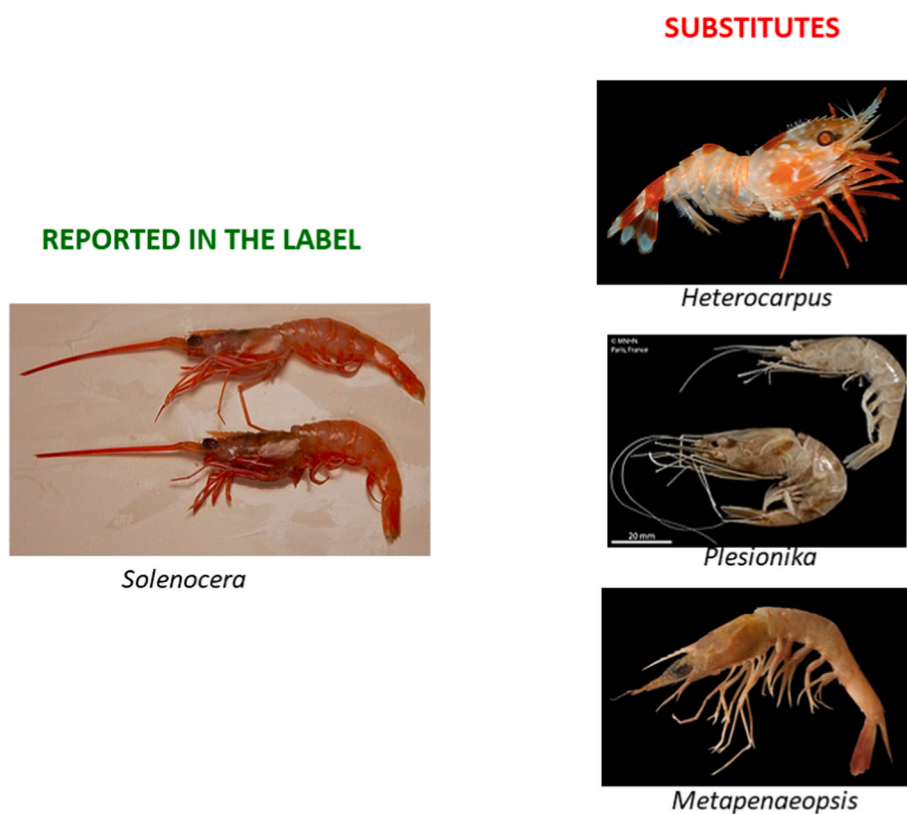 SUBSTITUTES
Heterocarpus
REPORTED IN THE LABEL
Solenocera
© MNHN
Paris, France
20 mm
Plesionika
Metapenaeopsis